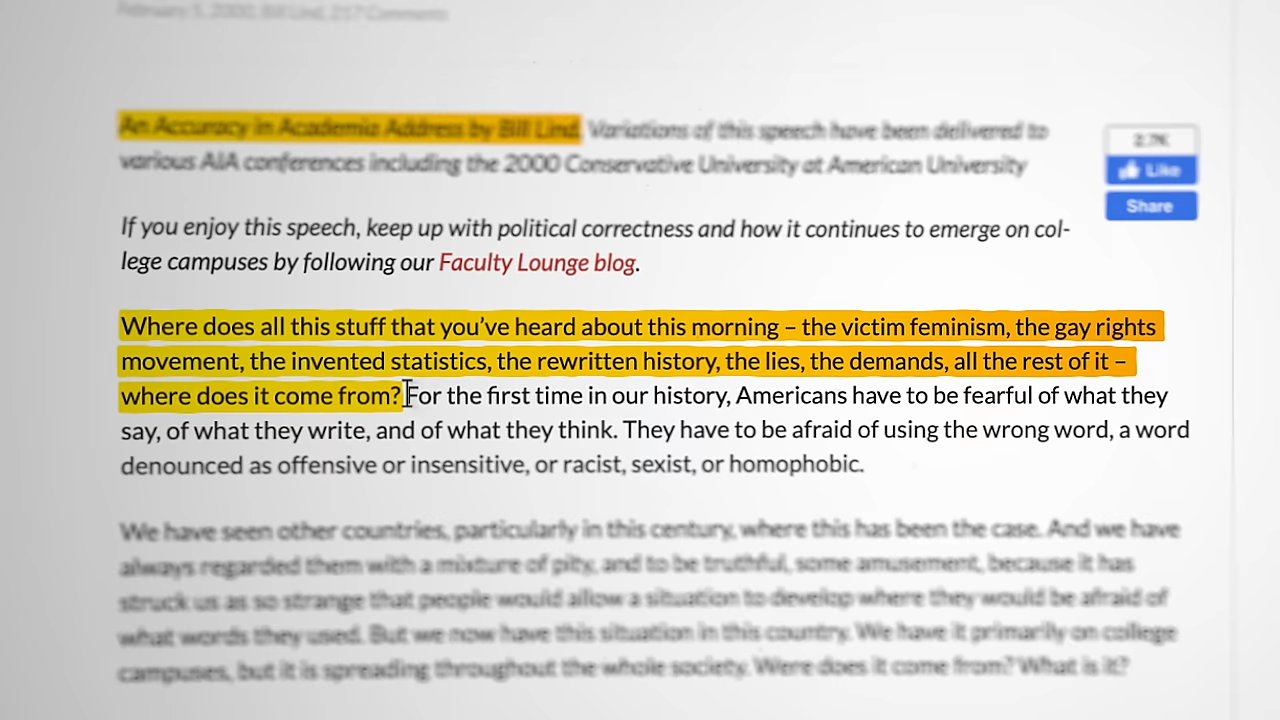 February 5, 2000, Bill Lind, 217 Comments
An Accuracy in Academia Address by Bill Lind. Variations of this speech have been delivered to
various AIA conferences including the 2000 Conservative University at American University
2.7K
Like
Share
If you enjoy this speech, keep up with political correctness and how it continues to emerge on col-
lege campuses by following our Faculty Lounge blog.
Where does all this stuff that you’ve heard about this morning – the victim feminism, the gay rights
movement, the invented statistics, the rewritten history, the lies, the demands, all the rest of it –
where does it come from? For the first time in our history, Americans have to be fearful of what they
say, of what they write, and of what they think. They have to be afraid of using the wrong word, a word
denounced as offensive or insensitive, or racist, sexist, or homophobic.
We have seen other countries, particularly in this century, where this has been the case. And we have
always regarded them with a mixture of pity, and to be truthful, some amusement, because it has
struck us as so strange that people would allow a situation to develop where they would be afraid of
what words they used. But we now have this situation in this country. We have it primarily on college
campuses, but it is spreading throughout the whole society. Were does it come from? What is it?